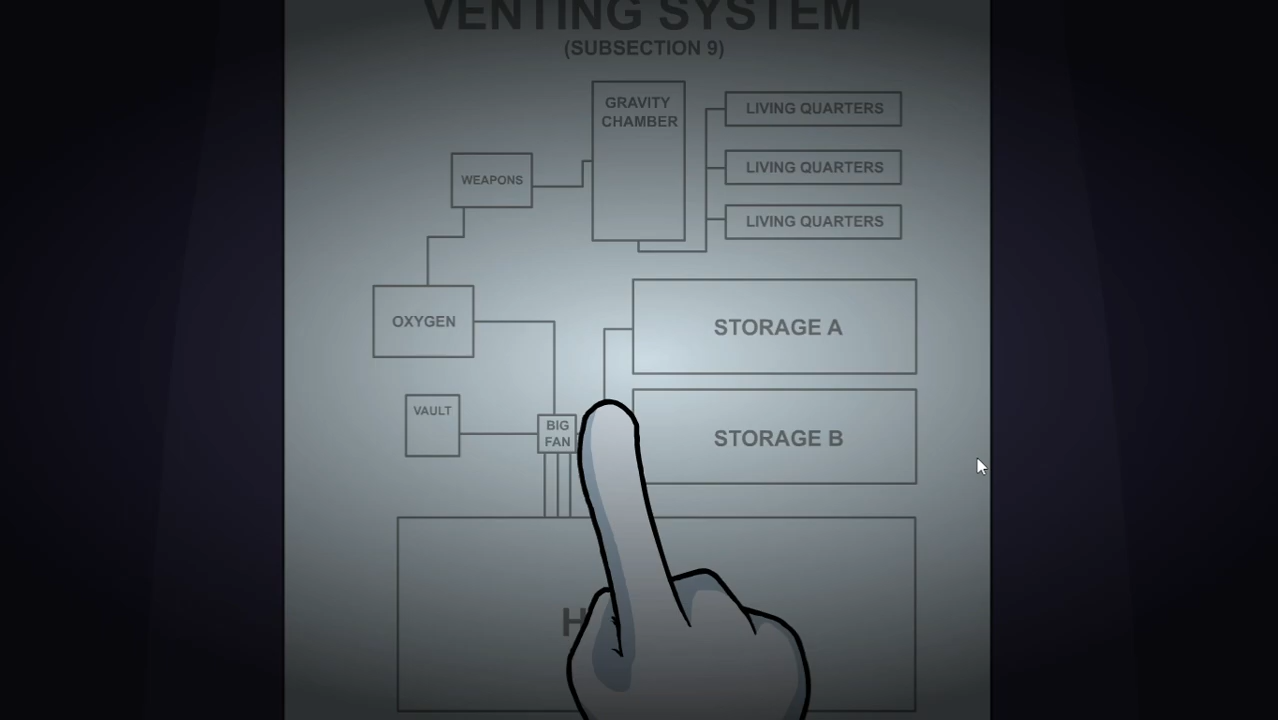 VENTING SYSTEM
(SUBSECTION 9)
GRAVITY
CHAMBER
LIVING QUARTERS
WEAPONS
LIVING QUARTERS
LIVING QUARTERS
OXYGEN
STORAGE A
VAULT
BIG
FAN
STORAGE B